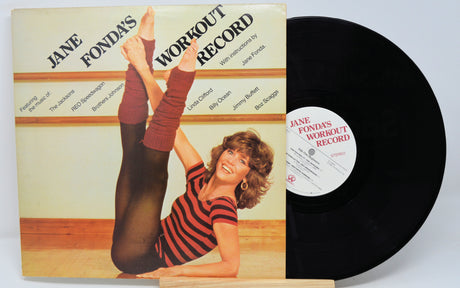 JANE
FONDA'S
WORKOUT
RECORD
With instructions by
Jane Fonda
Featuring
the music of:
The Jacksons
REO Speedwagon
Brothers Johnson
Linda Clifford
Billy Ocean
Jimmy Buffett
Boz Scaggs
JANE
FONDA'S
WORKOUT
RECORD
STEREO